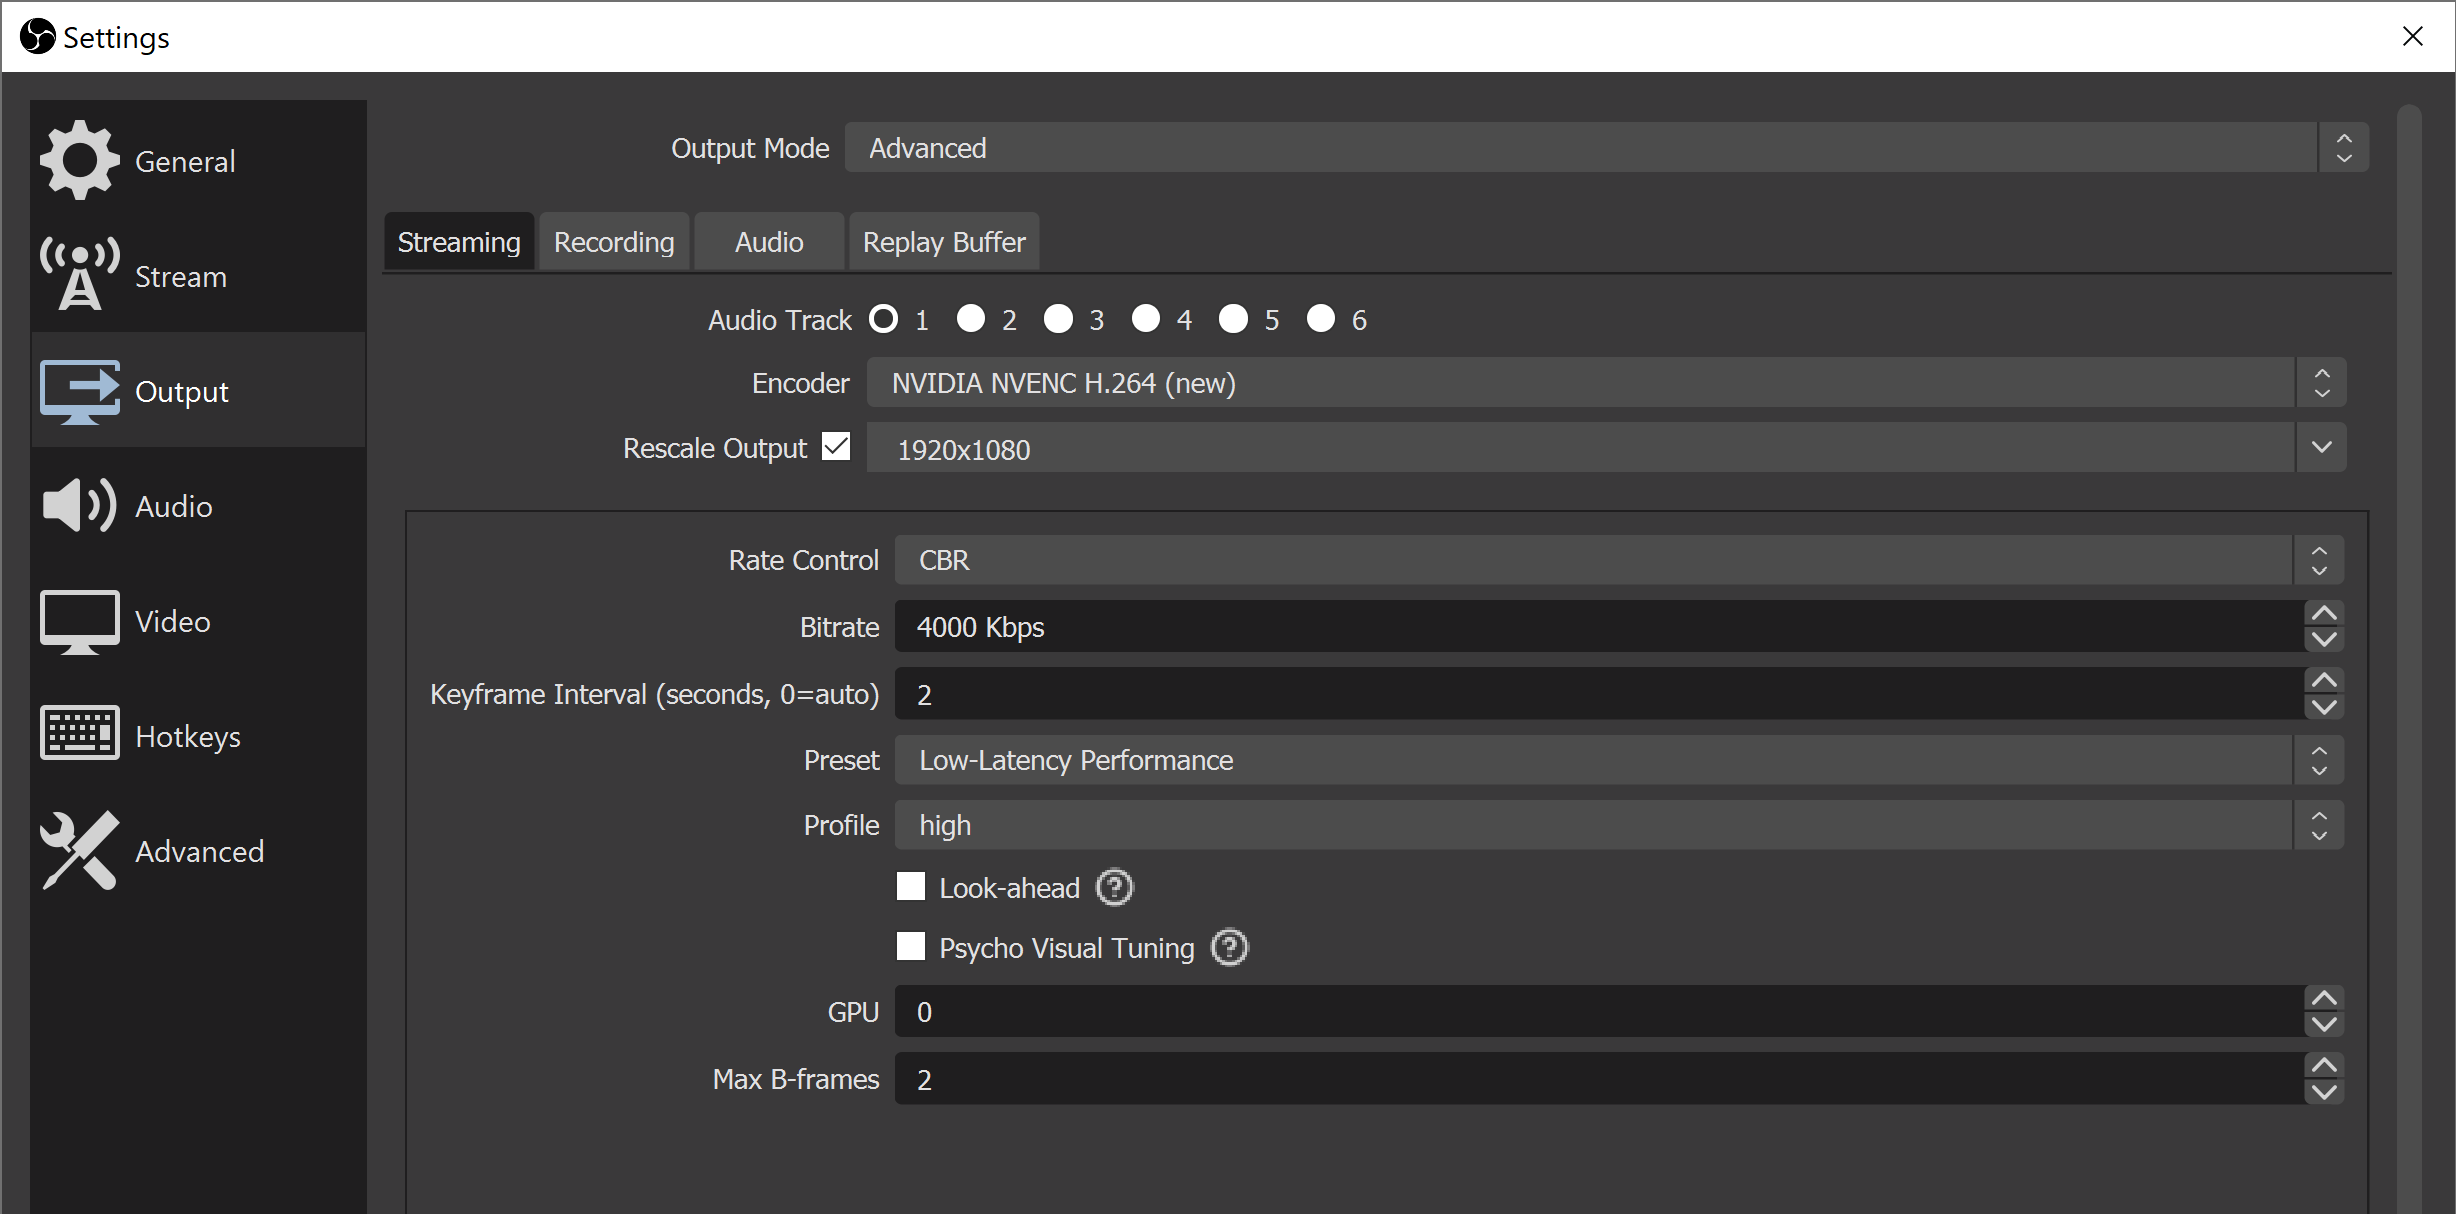 Settings
General
Stream
Output
Audio
Video
Hotkeys
Advanced
Output Mode Advanced
Streaming Recording Audio Replay Buffer
Audio Track 1 2 3 4 5 6
Encoder NVIDIA NVENC H.264 (new)
Rescale Output 1920x1080
Rate Control CBR
Bitrate 4000 Kbps
Keyframe Interval (seconds, 0=auto) 2
Preset Low-Latency Performance
Profile high
Look-ahead ?
Psycho Visual Tuning ?
GPU 0
Max B-frames 2